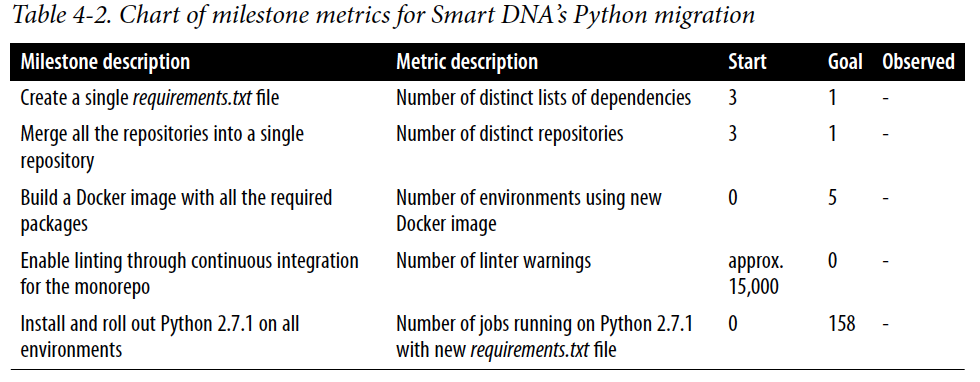 Table 4-2. Chart of milestone metrics for Smart DNA’s Python migration
Milestone description Metric description Start Goal Observed
Create a single requirements.txt file Number of distinct lists of dependencies 3 1 -
Merge all the repositories into a single Number of distinct repositories 3 1 -
repository
Build a Docker image with all the required Number of environments using new 0 5 -
packages Docker image
Enable linting through continuous integration Number of linter warnings approx. 0 -
for the monorepo 15,000
Install and roll out Python 2.7.1 on all Number of jobs running on Python 2.7.1 0 158 -
environments with new requirements.txt file